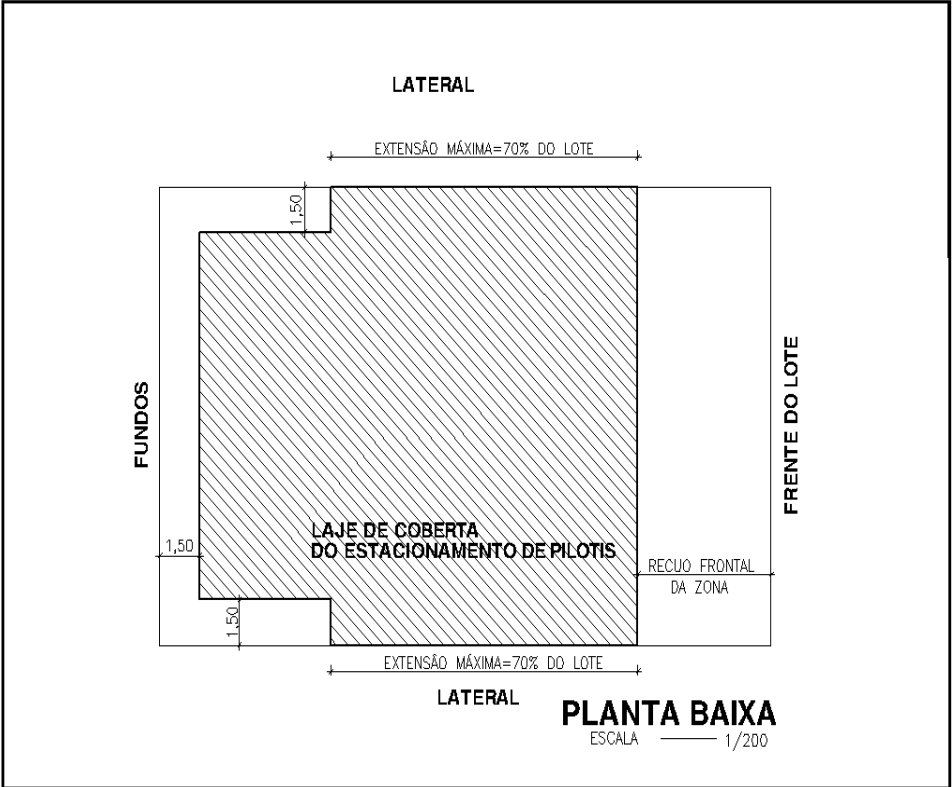 LATERAL
EXTENSÃO MÁXIMA=70% DO LOTE
1,50
FUNDOS
FRENTE DO LOTE
LAJE DE COBERTA
DO ESTACIONAMENTO DE PILOTIS
1,50
RECUO FRONTAL
DA ZONA
1,50
EXTENSÃO MÁXIMA=70% DO LOTE
LATERAL
PLANTA BAIXA
ESCALA 1/200